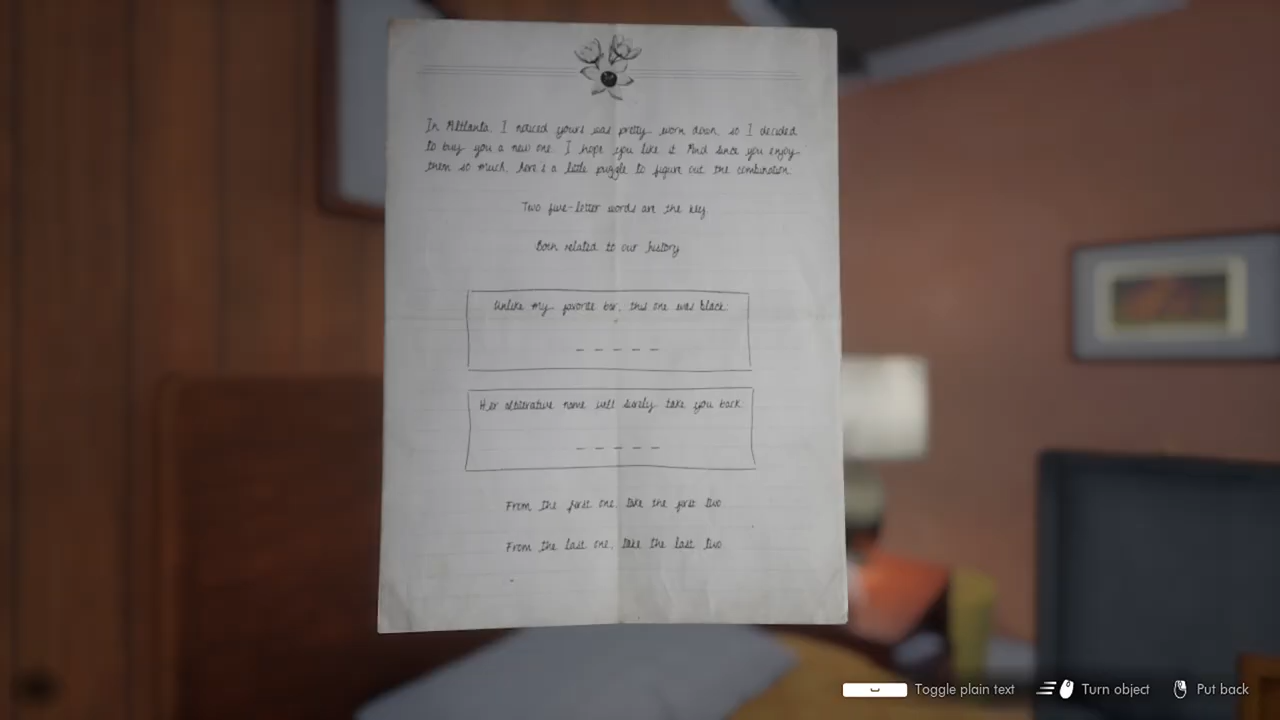 In Atlanta, I noticed yours was pretty worn down, so I decided
to buy you a new one. I hope you like it. And since you enjoy
them so much, here's a little puzzle to figure out the combination.
Two five-letter words are the key
Both related to our history
Unlike my favorite bar, this one was black:
_ _ _ _ _
Her obliterative name will surely take you back:
_ _ _ _ _
From the first one, take the first two
From the last one, take the last two
Toggle plain text
Turn object
Put back